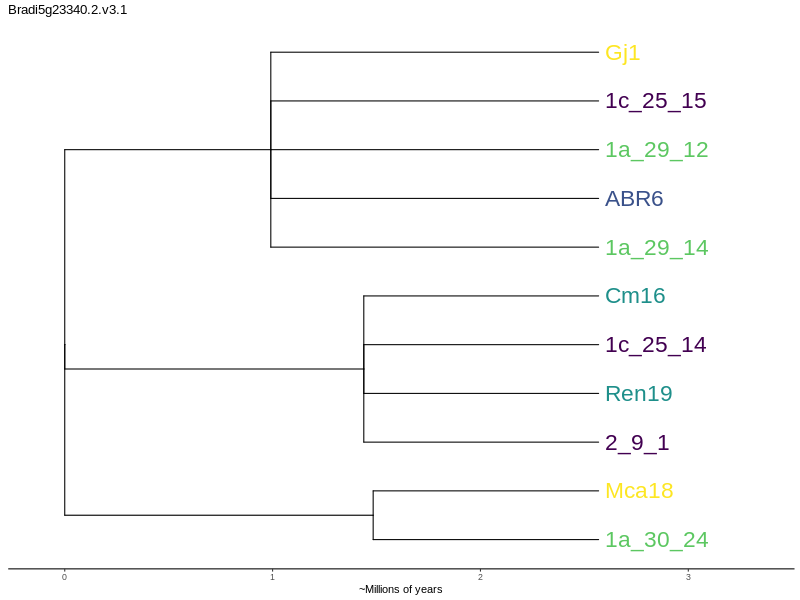 Bradi5g23340.2.v3.1
Gj1
1c_25_15
1a_29_12
ABR6
1a_29_14
Cm16
1c_25_14
Ren19
2_9_1
Mca18
1a_30_24
0 1 2 3
~Millions of years